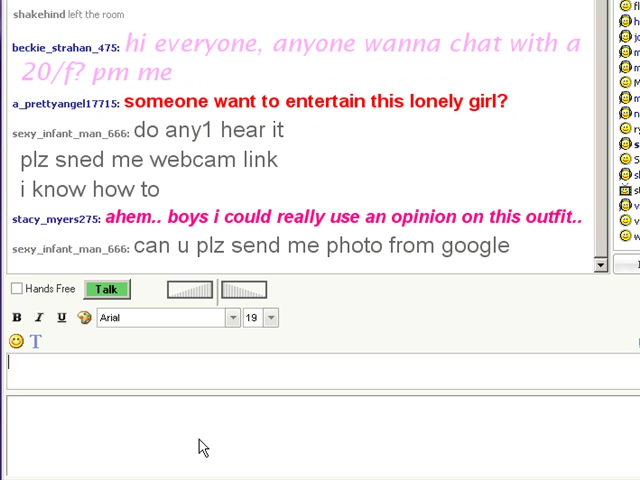 shakehind left the room
beckie_strahan_475: hi everyone, anyone wanna chat with a
20/f? pm me
a_prettyangel17715: someone want to entertain this lonely girl?
sexy_infant_man_666: do any1 hear it
plz sned me webcam link
i know how to
stacy_myers275: ahem.. boys i could really use an opinion on this outfit..
sexy_infant_man_666: can u plz send me photo from google
Hands Free Talk
B I U Arial 19
T